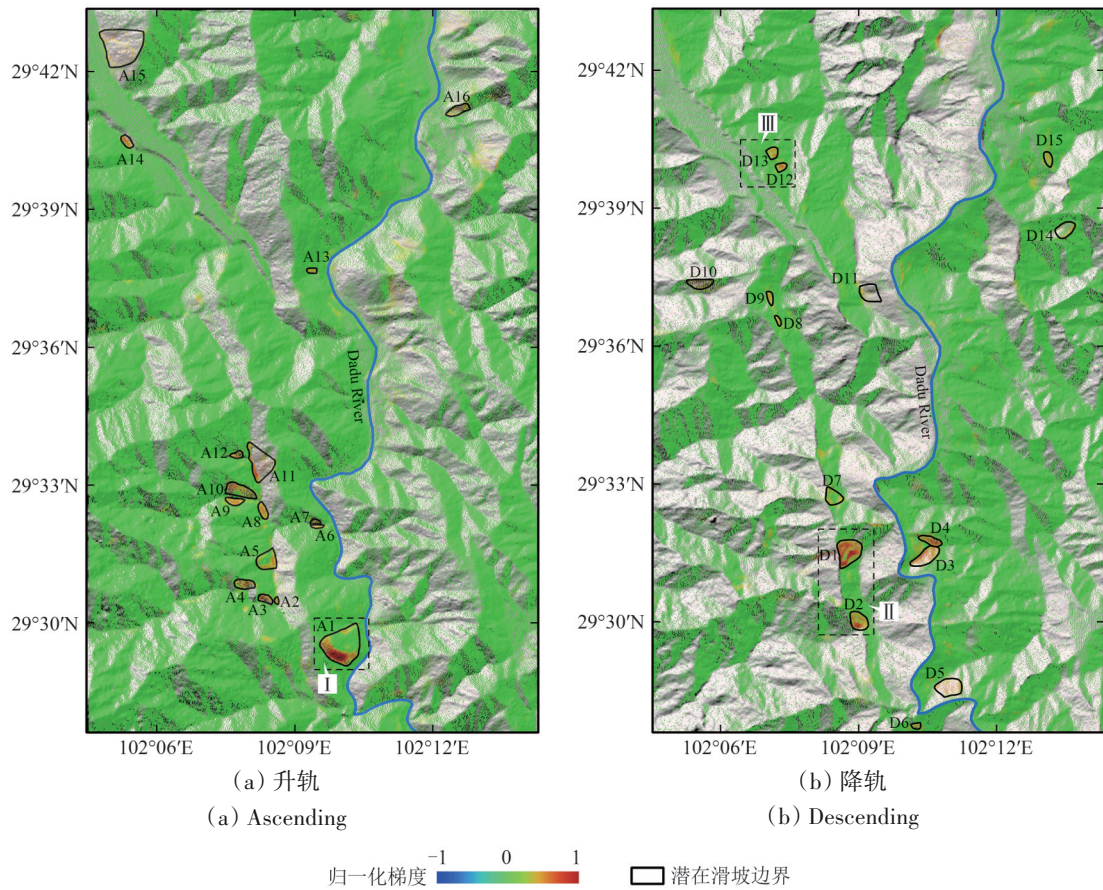 29°42′N
29°39′N
29°36′N
29°33′N
29°30′N
A15
A16
A14
A13
Dadu River
A12
A11
A10
A9
A8
A7
A6
A5
A4
A3
A2
A1
Ⅰ
102°06′E
102°09′E
102°12′E
(a)升轨
(a) Ascending
29°42′N
29°39′N
29°36′N
29°33′N
29°30′N
Ⅲ
D13
D12
D15
D14
D10
D11
D9
D8
Dadu River
D7
D4
D3
D1
D2
Ⅱ
D5
D6
102°06′E
102°09′E
102°12′E
(b)降轨
(b) Descending
归一化梯度
−1
0
1
潜在滑坡边界